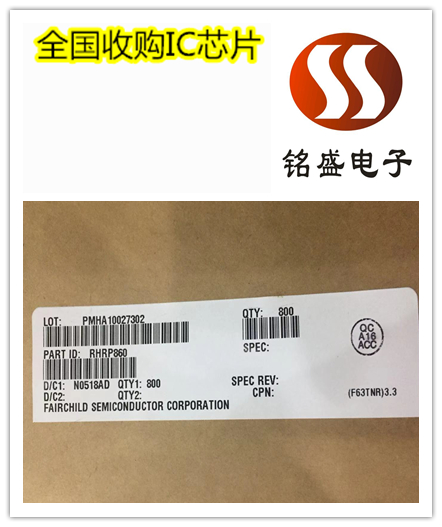 全国收购IC芯片
铭盛电子
LOT: PMHA10027302
QTY: 800
PART ID: RHRP860
SPEC:
QC
A16
ACC
D/C1: N0518AD QTY1: 800
D/C2: QTY2:
SPEC REV:
CPN:
(F63TNR)3.3
FAIRCHILD SEMICONDUCTOR CORPORATION